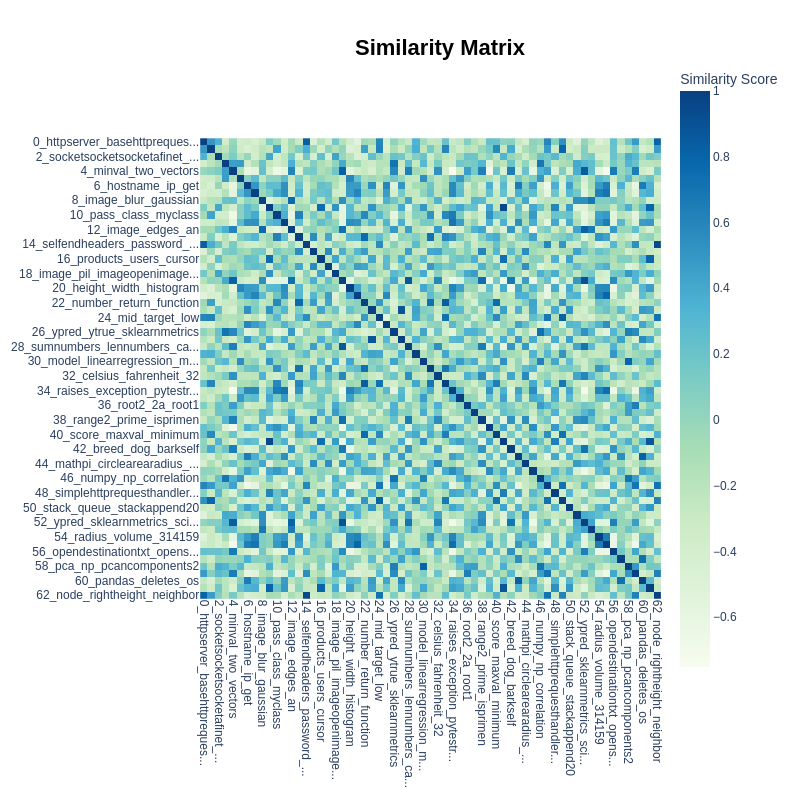 Similarity Matrix
Similarity Score
1
0.8
0.6
0.4
0.2
0
−0.2
−0.4
−0.6
0_httpserver_basehttpreques...
2_socketsocketsocketafinet_...
4_minval_two_vectors
6_hostname_ip_get
8_image_blur_gaussian
10_pass_class_myclass
12_image_edges_an
14_selfendheaders_password_...
16_products_users_cursor
18_image_pil_imageopenimage...
20_height_width_histogram
22_number_return_function
24_mid_target_low
26_ypred_ytrue_sklearnmetrics
28_sumnumbers_lennumbers_ca...
30_model_linearregression_m...
32_celsius_fahrenheit_32
34_raises_exception_pytestr...
36_root2_2a_root1
38_range2_prime_isprimen
40_score_maxval_minimum
42_breed_dog_barkself
44_mathpi_circlearearadius_...
46_numpy_np_correlation
48_simplehttprequesthandler...
50_stack_queue_stackappend20
52_ypred_sklearnmetrics_sci...
54_radius_volume_314159
56_opendestinationtxt_opens...
58_pca_np_pcancomponents2
60_pandas_deletes_os
62_node_rightheight_neighbor
0_httpserver_basehttpreques...
2_socketsocketsocketafinet_...
4_minval_two_vectors
6_hostname_ip_get
8_image_blur_gaussian
10_pass_class_myclass
12_image_edges_an
14_selfendheaders_password_...
16_products_users_cursor
18_image_pil_imageopenimage...
20_height_width_histogram
22_number_return_function
24_mid_target_low
26_ypred_ytrue_sklearnmetrics
28_sumnumbers_lennumbers_ca...
30_model_linearregression_m...
32_celsius_fahrenheit_32
34_raises_exception_pytestr...
36_root2_2a_root1
38_range2_prime_isprimen
40_score_maxval_minimum
42_breed_dog_barkself
44_mathpi_circlearearadius_...
46_numpy_np_correlation
48_simplehttprequesthandler...
50_stack_queue_stackappend20
52_ypred_sklearnmetrics_sci...
54_radius_volume_314159
56_opendestinationtxt_opens...
58_pca_np_pcancomponents2
60_pandas_deletes_os
62_node_rightheight_neighbor